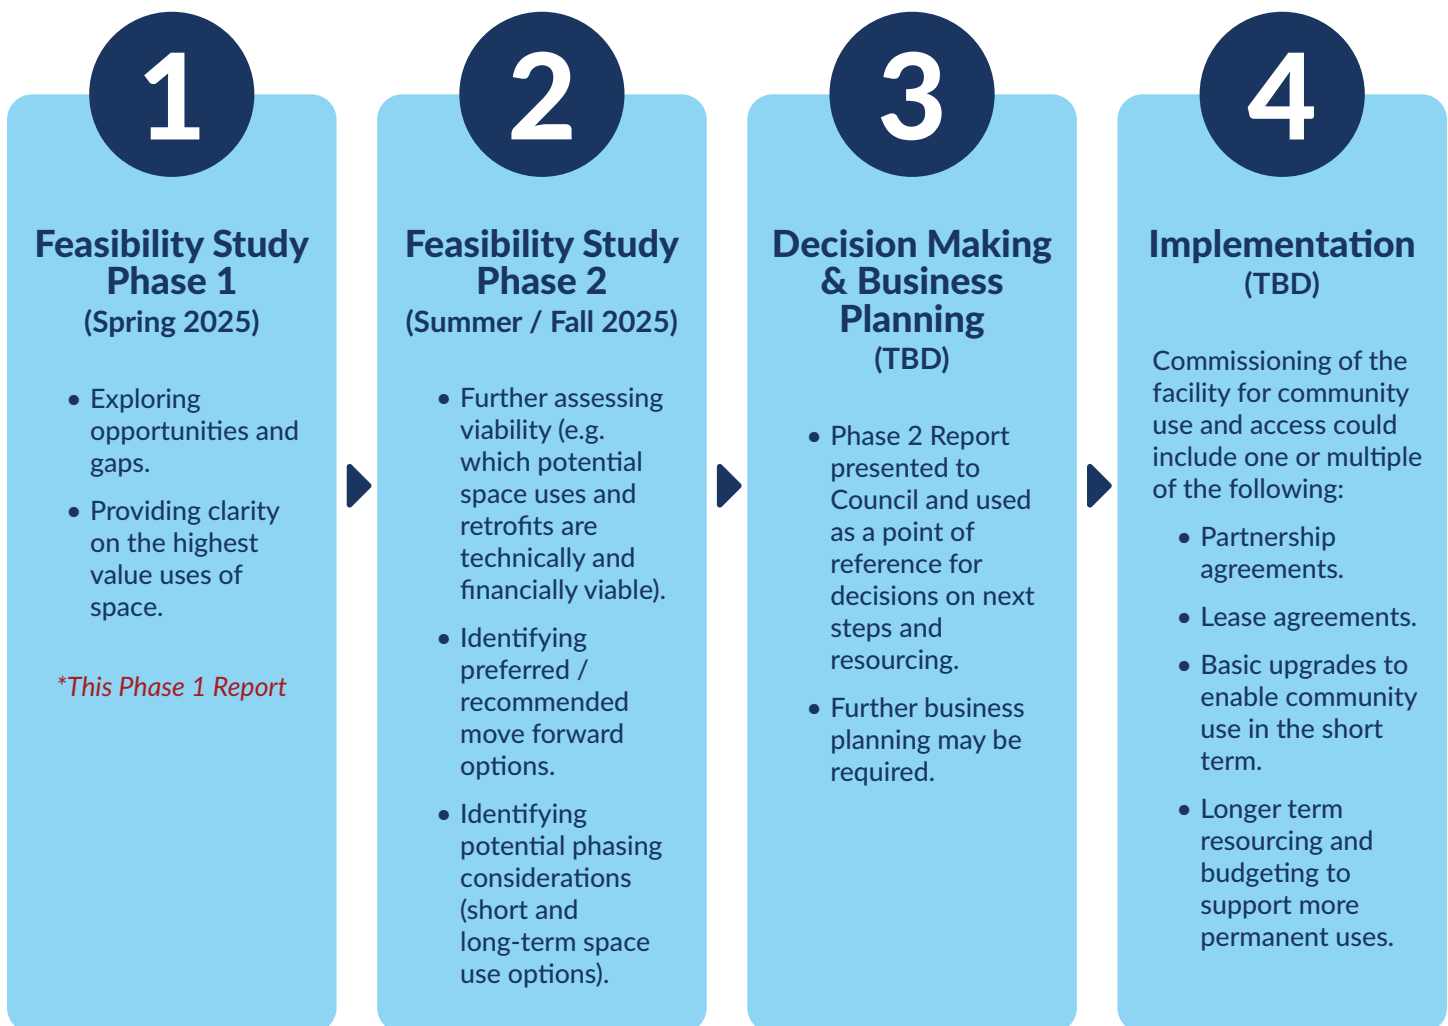 1
Feasibility Study
Phase 1
(Spring 2025)
• Exploring
opportunities and
gaps.
• Providing clarity
on the highest
value uses of
space.
*This Phase 1 Report
2
Feasibility Study
Phase 2
(Summer / Fall 2025)
• Further assessing
viability (e.g.
which potential
space uses and
retrofits are
technically and
financially viable).
• Identifying
preferred /
recommended
move forward
options.
• Identifying
potential phasing
considerations
(short and
long-term space
use options).
3
Decision Making
& Business
Planning
(TBD)
• Phase 2 Report
presented to
Council and used
as a point of
reference for
decisions on next
steps and
resourcing.
• Further business
planning may be
required.
4
Implementation
(TBD)
Commissioning of the
facility for community
use and access could
include one or multiple
of the following:
• Partnership
agreements.
• Lease agreements.
• Basic upgrades to
enable community
use in the short
term.
• Longer term
resourcing and
budgeting to
support more
permanent uses.